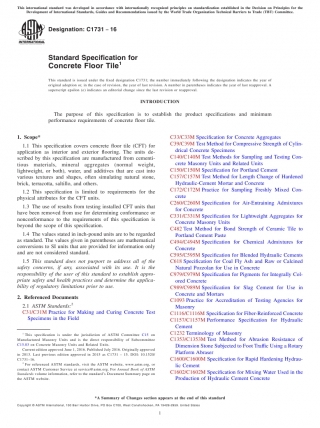 This international standard was developed in accordance with internationally recognized principles on standardization established in the Decision on Principles for the
Development of International Standards, Guides and Recommendations issued by the World Trade Organization Technical Barriers to Trade (TBT) Committee.
Designation: C1731 − 16
Standard Specification for
Concrete Floor Tile1
This standard is issued under the fixed designation C1731; the number immediately following the designation indicates the year of
original adoption or, in the case of revision, the year of last revision. A number in parentheses indicates the year of last reapproval. A
superscript epsilon (ε) indicates an editorial change since the last revision or reapproval.
INTRODUCTION
The purpose of this specification is to establish the product specifications and minimum
performance requirements of concrete floor tile.
1. Scope*
1.1 This specification covers concrete floor tile (CFT) for
application as interior and exterior flooring. The units de-
scribed by this specification are manufactured from cementi-
tious materials, mineral aggregates (normal weight,
lightweight, or both), water, and additives that can cast mir-
various textures and shapes, often simulating natural stone,
brick, terracotta, saltillo, and others.
1.2 This specification is limited to requirements for the
physical attributes for the CFT units.
1.3 The use of results from testing installed CFT units that
have been removed from use for determining conformance or
nonconformance to the requirements of this specification is
beyond the scope of this specification.
1.4 The values stated in inch-pound units are to be regarded
as standard. The values given in parentheses are mathematical
conversions to SI units that are provided for information only
and are not considered standard.
1.5 This standard does not purport to address all of the
safety concerns, if any, associated with its use. It is the
responsibility of the user of this standard to establish appro-
priate safety and health practices and determine the applica-
bility of regulatory limitations prior to use.
2. Referenced Documents
2.1 ASTM Standards:2
C31/C31M Practice for Making and Curing Concrete Test
Specimens in the Field
1 This specification is under the jurisdiction of ASTM Committee C15 on
Manufactured Masonry Units and is the direct responsibility of Subcommittee
C15.03 on Concrete Masonry Units and Related Units.
Current edition approved June 1, 2016. Published July 2016. Originally approved
in 2013. Last previous edition approved in
C1731-16.
2 For referenced ASTM standards, visit the ASTM website, www.astm.org, or
contact ASTM Customer Service at service@astm.org. For Annual Book of ASTM
Standards volume information, refer to the standard's Document Summary page on
the ASTM website.
C33/C33M Specification for Concrete Aggregates
C39/C39M Test Method for Compressive Strength of Cylin-
drical Concrete Specimens
C140/C140M Test Methods for Sampling and Testing Con-
crete Masonry Units and Related Units
C150/C150M Specification for Portland Cement
C157/C157M Test Method for Length Change of Hardened
Hydraulic-Cement Mortar and Concrete
C172/C172M Practice for Sampling Freshly Mixed Con-
crete
C260/C260M Specification for Air-Entraining Admixtures
for Concrete
C331/C331M Specification for Lightweight Aggregates for
Concrete Masonry Units
C482 Test Method for Bond Strength of Ceramic Tile to
Portland Cement Paste
C494/C494M Specification for Chemical Admixtures for
Concrete
C595/C595M Specification for Blended Hydraulic Cements
C618 Specification for Coal Fly Ash and Raw or Calcined
Natural Pozzolan for Use in Concrete
C979/C979M Specification for Pigments for Integrally Col-
ored Concrete
C989/C989M Specification for Slag Cement for Use in
Concrete and Mortars
C1093 Practice for Accreditation of Testing Agencies for
Masonry
C1116/C1116M Specification for Fiber-Reinforced Concrete
C1157/C1157M Performance Specification for Hydraulic
Cement
C1232 Terminology of Masonry
C1353/C1353M Test Method for Abrasion Resistance of
Dimension Stone Subjected to Foot Traffic Using a Rotary
Platform Abraser
C1600/C1600M Specification for Rapid Hardening Hydrau-
lic Cement
C1602/C1602M Specification for Mixing Water Used in the
Production of Hydraulic Cement Concrete
*A Summary of Changes section appears at the end of this standard
Copyright © ASTM International, 100 Barr Harbor Drive, PO Box C700, West Conshohocken, PA 19428-2959. United States
1